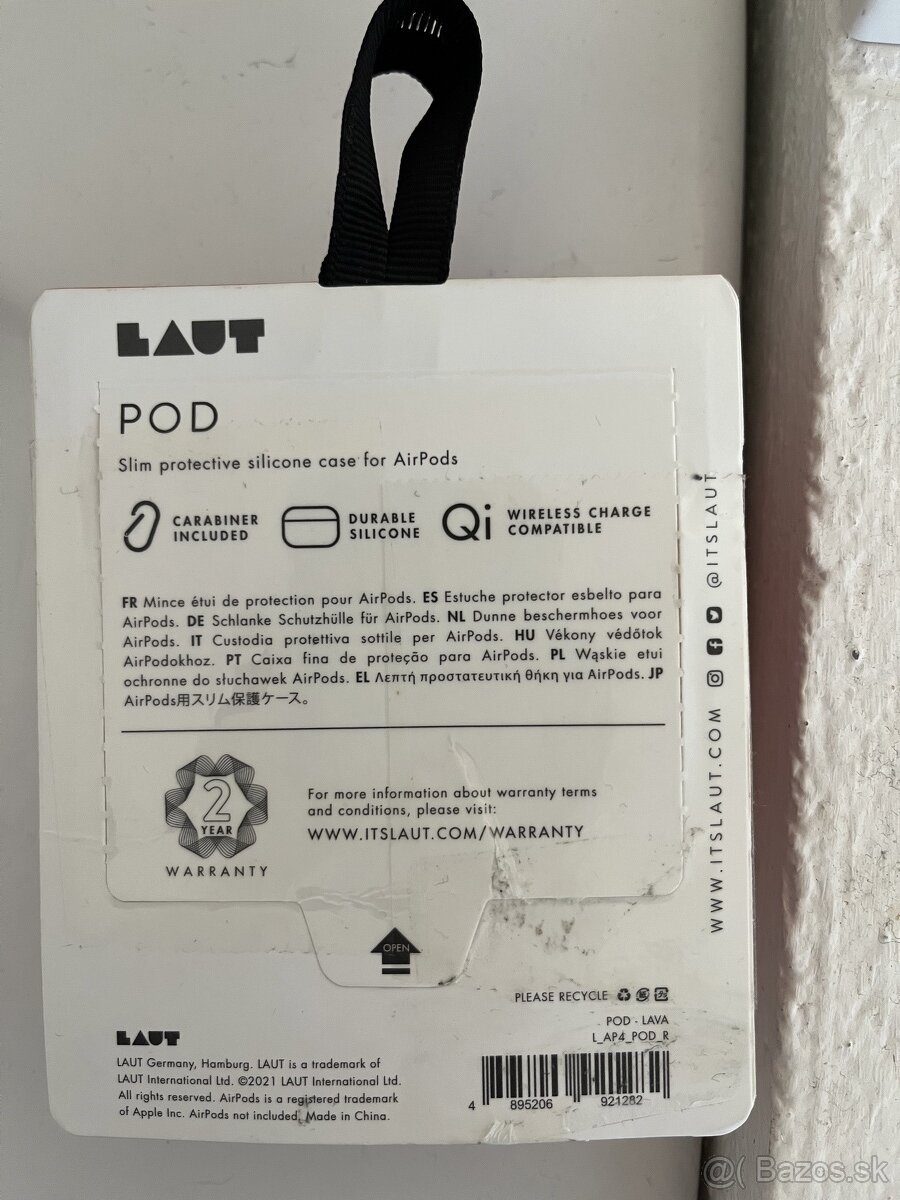 LAUT
POD
Slim protective silicone case for AirPods
CARABINER
INCLUDED
DURABLE
SILICONE
Qi
WIRELESS CHARGE
COMPATIBLE
FR Mince étui de protection pour AirPods. ES Estuche protector esbelto para
AirPods. DE Schlanke Schutzhülle für AirPods. NL Dunne beschermhoes voor
AirPods. IT Custodia protettiva sottile per AirPods. HU Vékony védőtok
AirPodokhoz. PT Caixa fina de proteção para AirPods. PL Wąskie etui
ochronne do słuchawek AirPods. EL Λεπτή προστατευτική θήκη για AirPods. JP
AirPods用スリム保護ケース。
2
YEAR
WARRANTY
For more information about warranty terms
and conditions, please visit:
WWW.ITSLAUT.COM/WARRANTY
OPEN
WWW.ITSLAUT.COM @ITSLAUT
PLEASE RECYCLE
POD - LAVA
L_AP4_POD_R
4 895206 921282
LAUT
LAUT Germany, Hamburg. LAUT is a trademark of
LAUT International Ltd. ©2021 LAUT International Ltd.
All rights reserved. AirPods is a registered trademark
of Apple Inc. AirPods not included. Made in China.
@( Bazos.sk